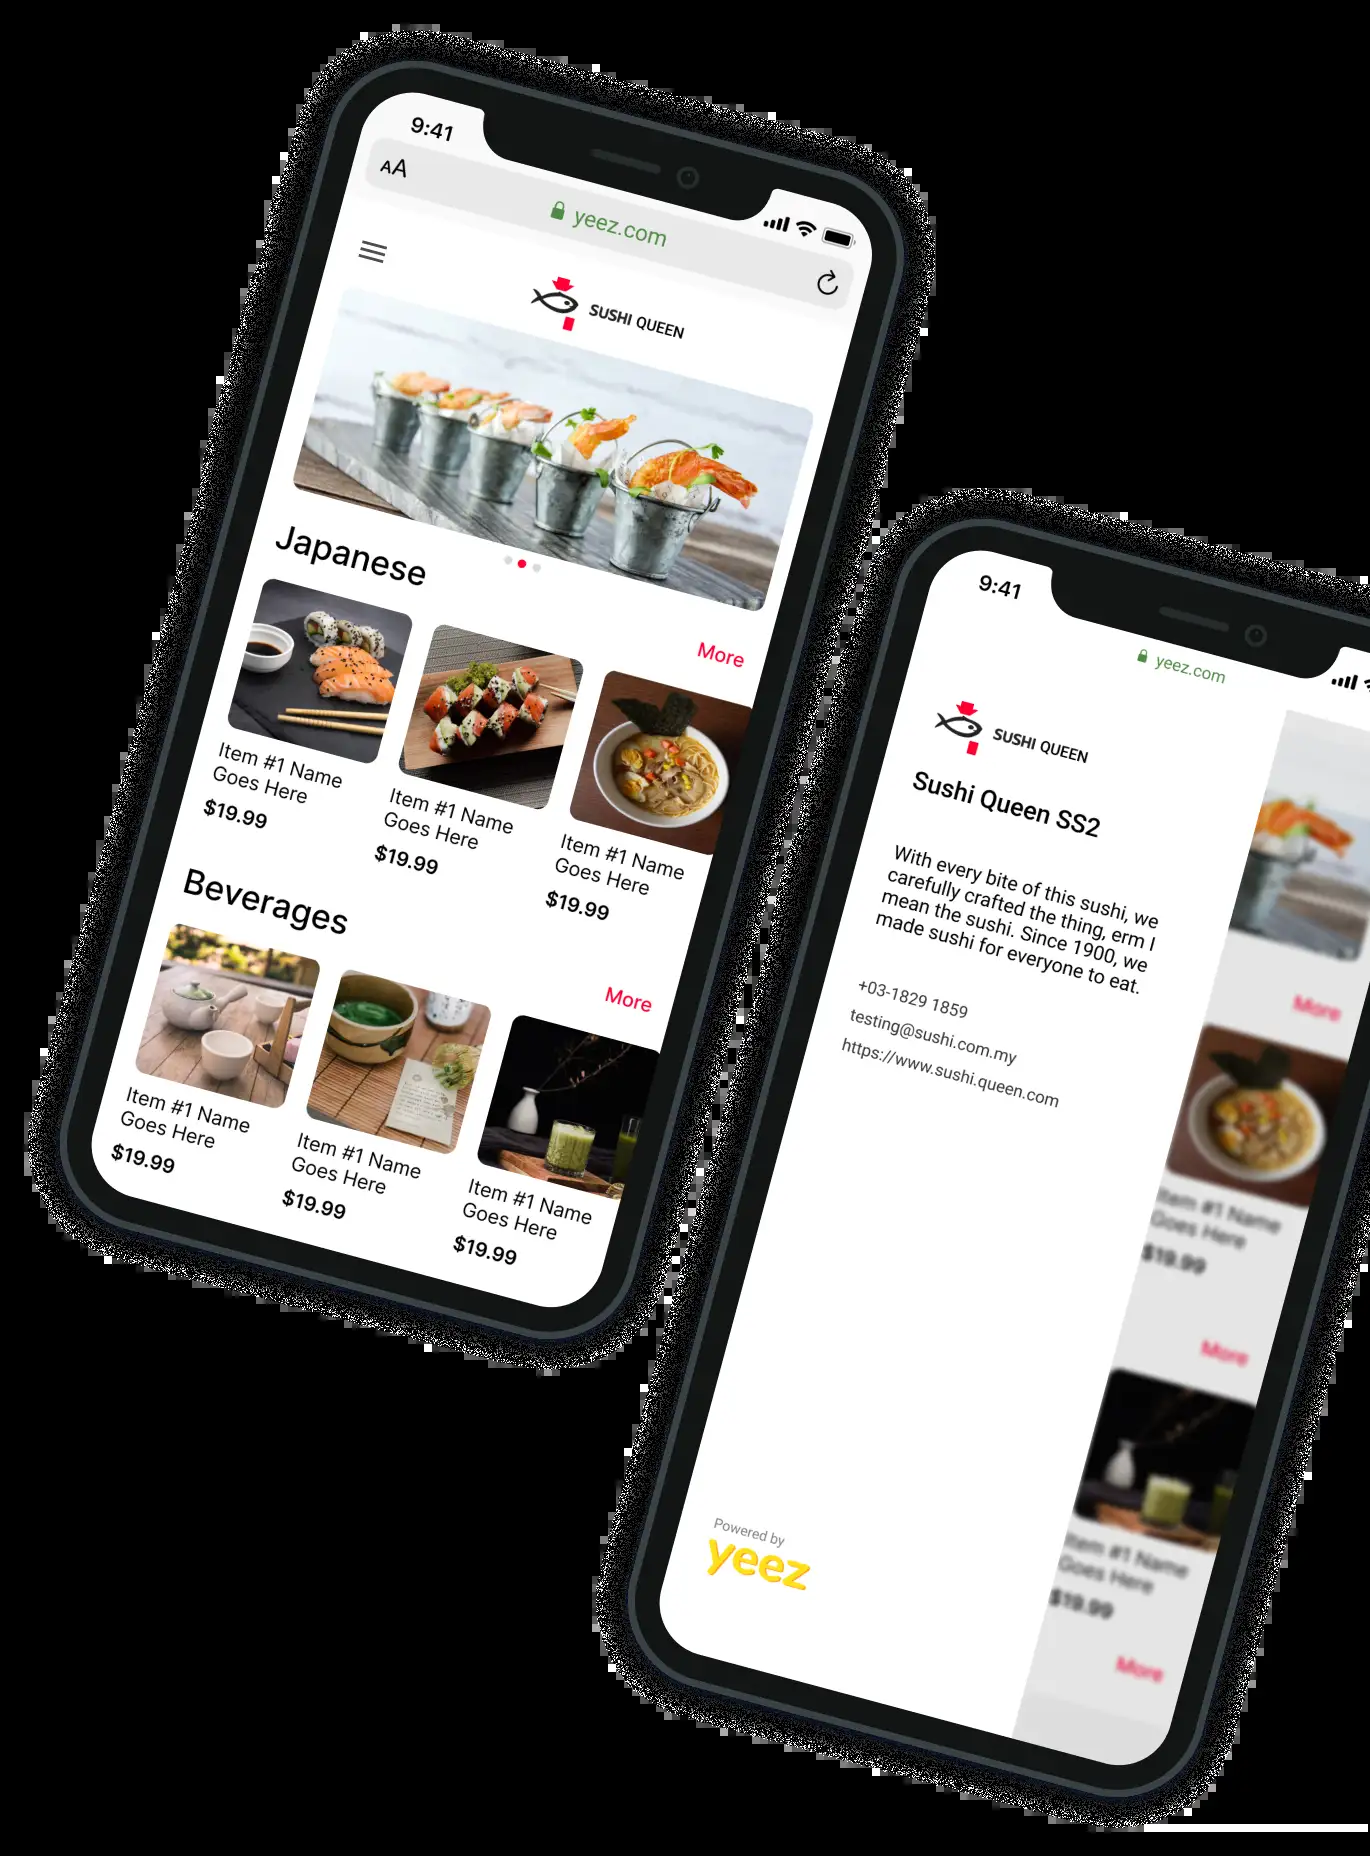 9:41
AA
yeez.com
SUSHI QUEEN
Japanese
More
Item #1 Name
Goes Here
$19.99
Item #1 Name
Goes Here
$19.99
Item #1 Name
Goes Here
$19.99
Beverages
More
Item #1 Name
Goes Here
$19.99
Item #1 Name
Goes Here
$19.99
Item #1 Name
Goes Here
$19.99
9:41
yeez.com
SUSHI QUEEN
Sushi Queen SS2
With every bite of this sushi, we
carefully crafted the thing, erm I
mean the sushi. Since 1900, we
made sushi for everyone to eat.
+03-1829 1859
testing@sushi.com.my
https://www.sushi.queen.com
Powered by
yeez
More
Item #1 Name
Goes Here
$19.99
More
Item #1 Name
Goes Here
$19.99
More